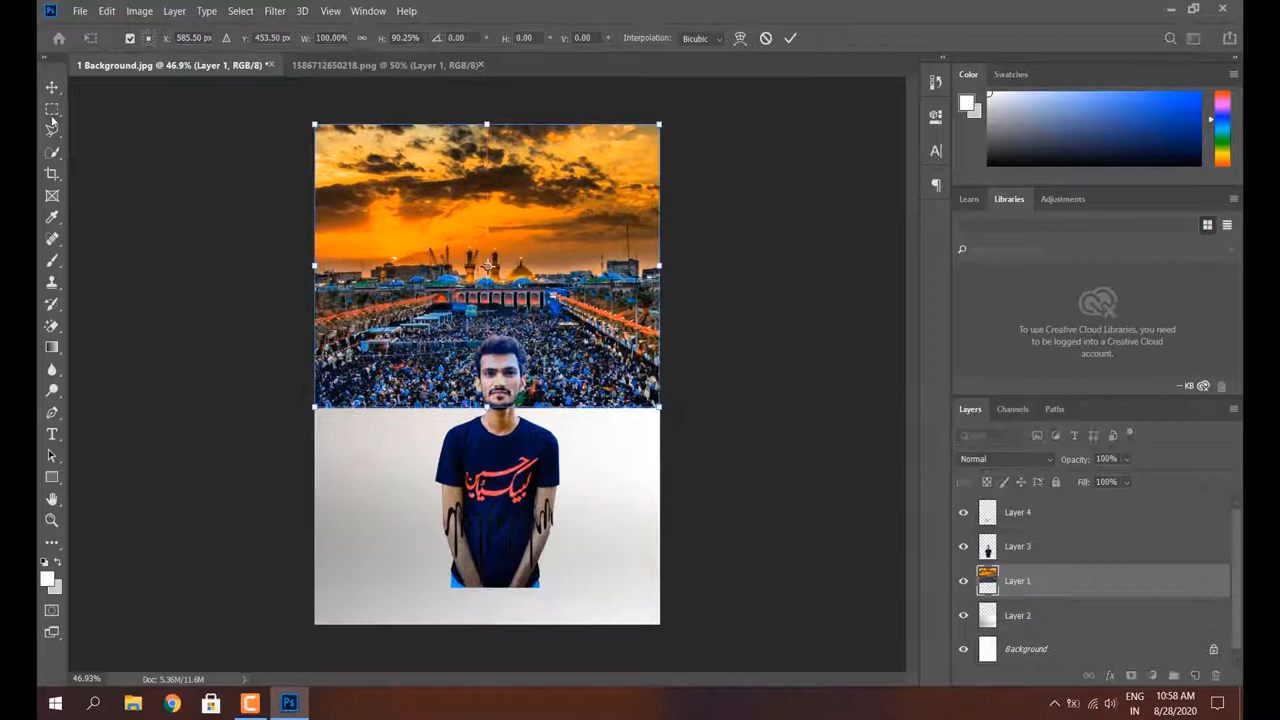 Ps File Edit Image Layer Type Select Filter 3D View Window Help
X: 585.50 px Y: 453.50 px W: 100.00% H: 90.25% 0.00 ° H: 0.00 ° V: 0.00 ° Interpolation: Bicubic
1 Background.jpg @ 46.9% (Layer 1, RGB/8) * 1586712650218.png @ 50% (Layer 1, RGB/8)
Color Swatches
Learn Libraries Adjustments
To use Creative Cloud Libraries, you need
to be logged into a Creative Cloud
account.
-- KB
Layers Channels Paths
Normal Opacity: 100%
Fill: 100%
Layer 4
Layer 3
Layer 1
Layer 2
Background
لبيك يا حسين
46.93% Doc: 5.36M/11.6M
Ps
ENG
IN
10:58 AM
8/28/2020